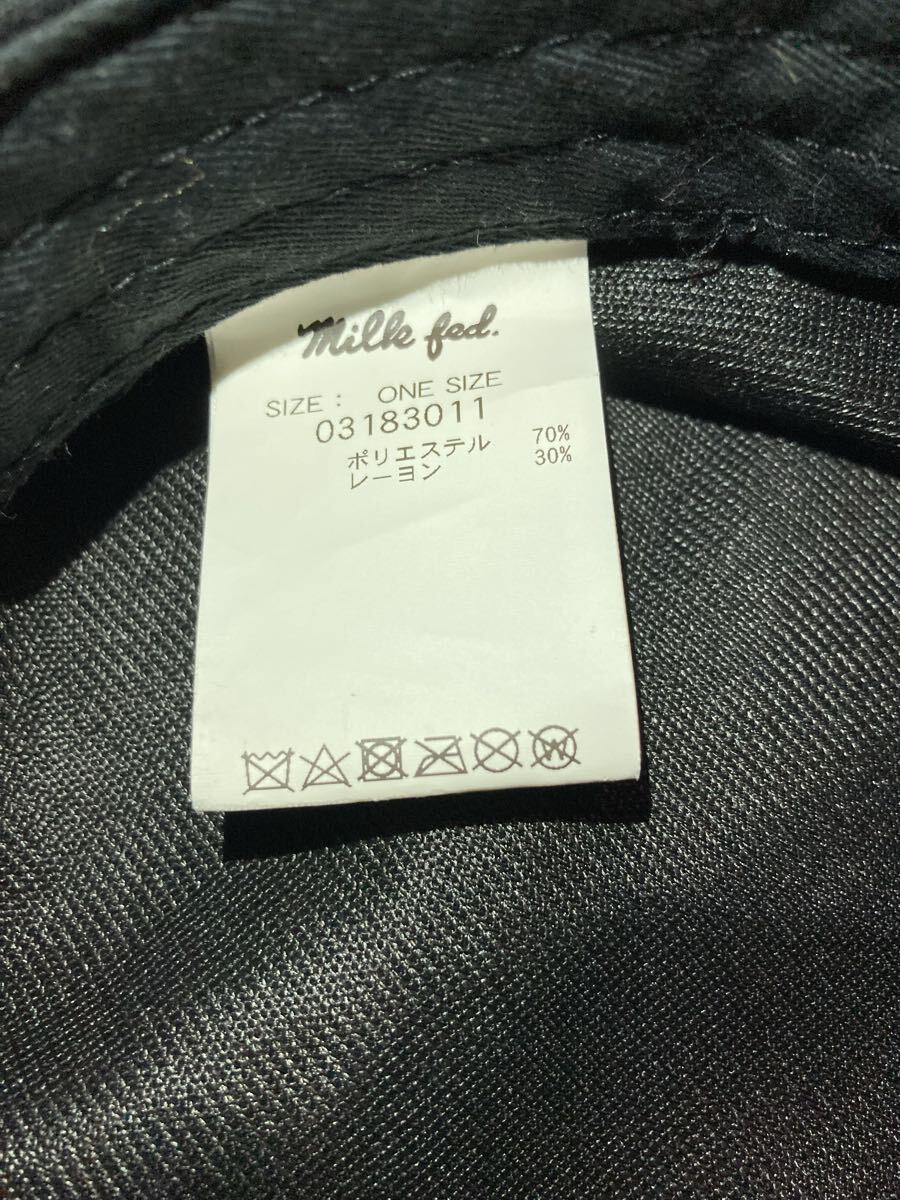 Milk fed.
SIZE : ONE SIZE
03183011
ポリエステル 70%
レーヨン 30%
W